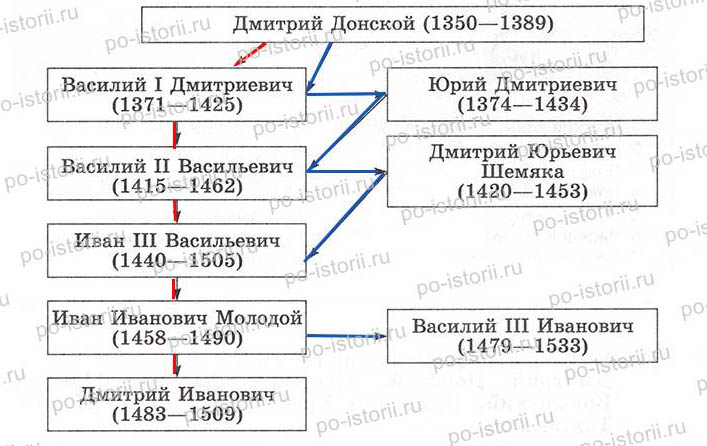 Дмитрий Донской (1350—1389)
Василий I Дмитриевич
(1371—1425)
Юрий Дмитриевич
(1374—1434)
Василий II Васильевич
(1415—1462)
Дмитрий Юрьевич
Шемяка
(1420—1453)
Иван III Васильевич
(1440—1505)
Иван Иванович Молодой
(1458—1490)
Василий III Иванович
(1479—1533)
Дмитрий Иванович
(1483—1509)
po-istorii.ru